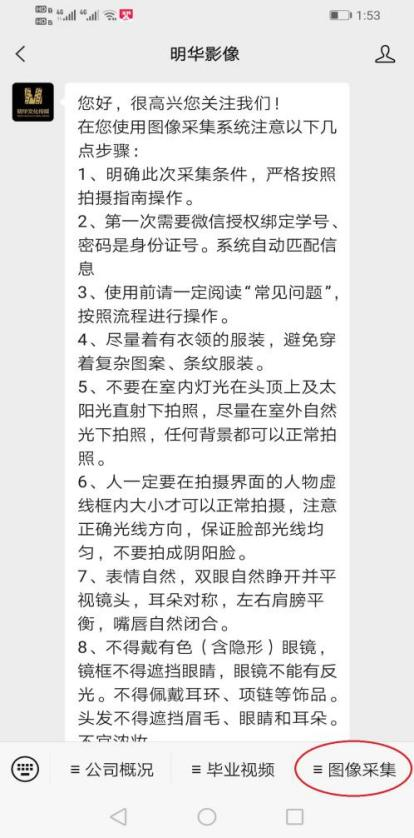 1:53
明华影像
您好，很高兴您关注我们！
在您使用图像采集系统注意以下几
点步骤：
1、明确此次采集条件，严格按照
拍摄指南操作。
2、第一次需要微信授权绑定学号、
密码是身份证号。系统自动匹配信
息
3、使用前请一定阅读“常见问题”，
按照流程进行操作。
4、尽量着有衣领的服装，避免穿
着复杂图案、条纹服装。
5、不要在室内灯光在头顶上及太
阳光直射下拍照，尽量在室外自然
光下拍照，任何背景都可以正常拍
照。
6、人一定要在拍摄界面的人物虚
线框内大小才可以正常拍摄，注意
正确光线方向，保证脸部光线均
匀，不要拍成阴阳脸。
7、表情自然，双眼自然睁开并平
视镜头，耳朵对称，左右肩膀平
衡，嘴唇自然闭合。
8、不得戴有色（含隐形）眼镜，
镜框不得遮挡眼睛，眼镜不能有反
光。不得佩戴耳环、项链等饰品。
头发不得遮挡眉毛、眼睛和耳朵。
不宜浓妆
≡ 公司概况
≡ 毕业视频
≡ 图像采集